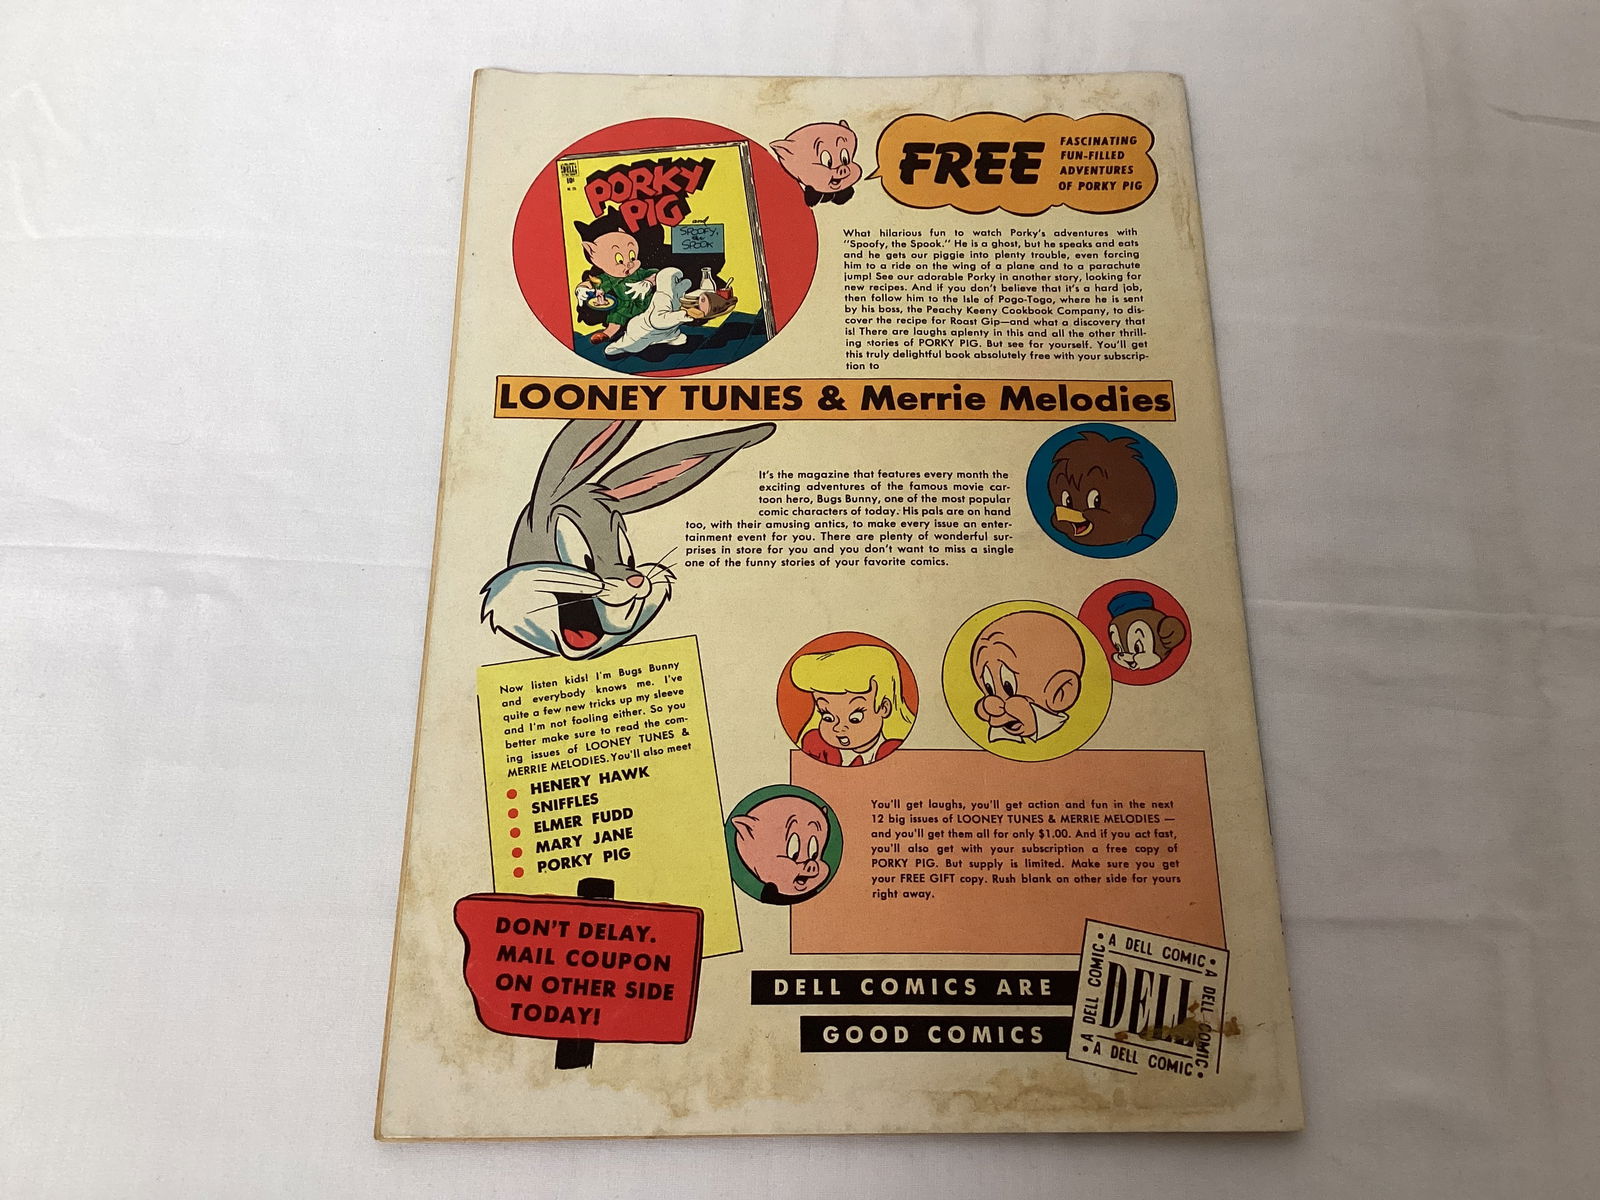 FREE
FASCINATING
FUN-FILLED
ADVENTURES
OF PORKY PIG
DELL
10¢
PORKY
PIG
and
SPOOFY,
the
SPOOK
What hilarious fun to watch Porky's adventures with
"Spoofy, the Spook." He is a ghost, but he speaks and eats
and he gets our piggie into plenty trouble, even forcing
him to a ride on the wing of a plane and to a parachute
jump! See our adorable Porky in another story, looking for
new recipes. And if you don't believe that it's a hard job,
then follow him to the Isle of Pogo-Togo, where he is sent
by his boss, the Peachy Keeny Cookbook Company, to dis-
cover the recipe for Roast Gip—and what a discovery that
is! There are laughs aplenty in this and all the other thrill-
ing stories of PORKY PIG. But see for yourself. You'll get
this truly delightful book absolutely free with your subscrip-
tion to
LOONEY TUNES & Merrie Melodies
It's the magazine that features every month the
exciting adventures of the famous movie car-
toon hero, Bugs Bunny, one of the most popular
comic characters of today. His pals are on hand
too, with their amusing antics, to make every issue an enter-
tainment event for you. There are plenty of wonderful sur-
prises in store for you and you don't want to miss a single
one of the funny stories of your favorite comics.
Now listen kids! I'm Bugs Bunny
and everybody knows me. I've
quite a few new tricks up my sleeve
and I'm not fooling either. So you
better make sure to read the com-
ing issues of LOONEY TUNES &
MERRIE MELODIES. You'll also meet
• HENERY HAWK
• SNIFFLES
• ELMER FUDD
• MARY JANE
• PORKY PIG
You'll get laughs, you'll get action and fun in the next
12 big issues of LOONEY TUNES & MERRIE MELODIES —
and you'll get them all for only $1.00. And if you act fast,
you'll also get with your subscription a free copy of
PORKY PIG. But supply is limited. Make sure you get
your FREE GIFT copy. Rush blank on other side for yours
right away.
DON'T DELAY.
MAIL COUPON
ON OTHER SIDE
TODAY!
DELL COMICS ARE
GOOD COMICS
• A DELL COMIC •
A DELL COMIC •
• A DELL COMIC •
• A DELL COMIC •
DELL